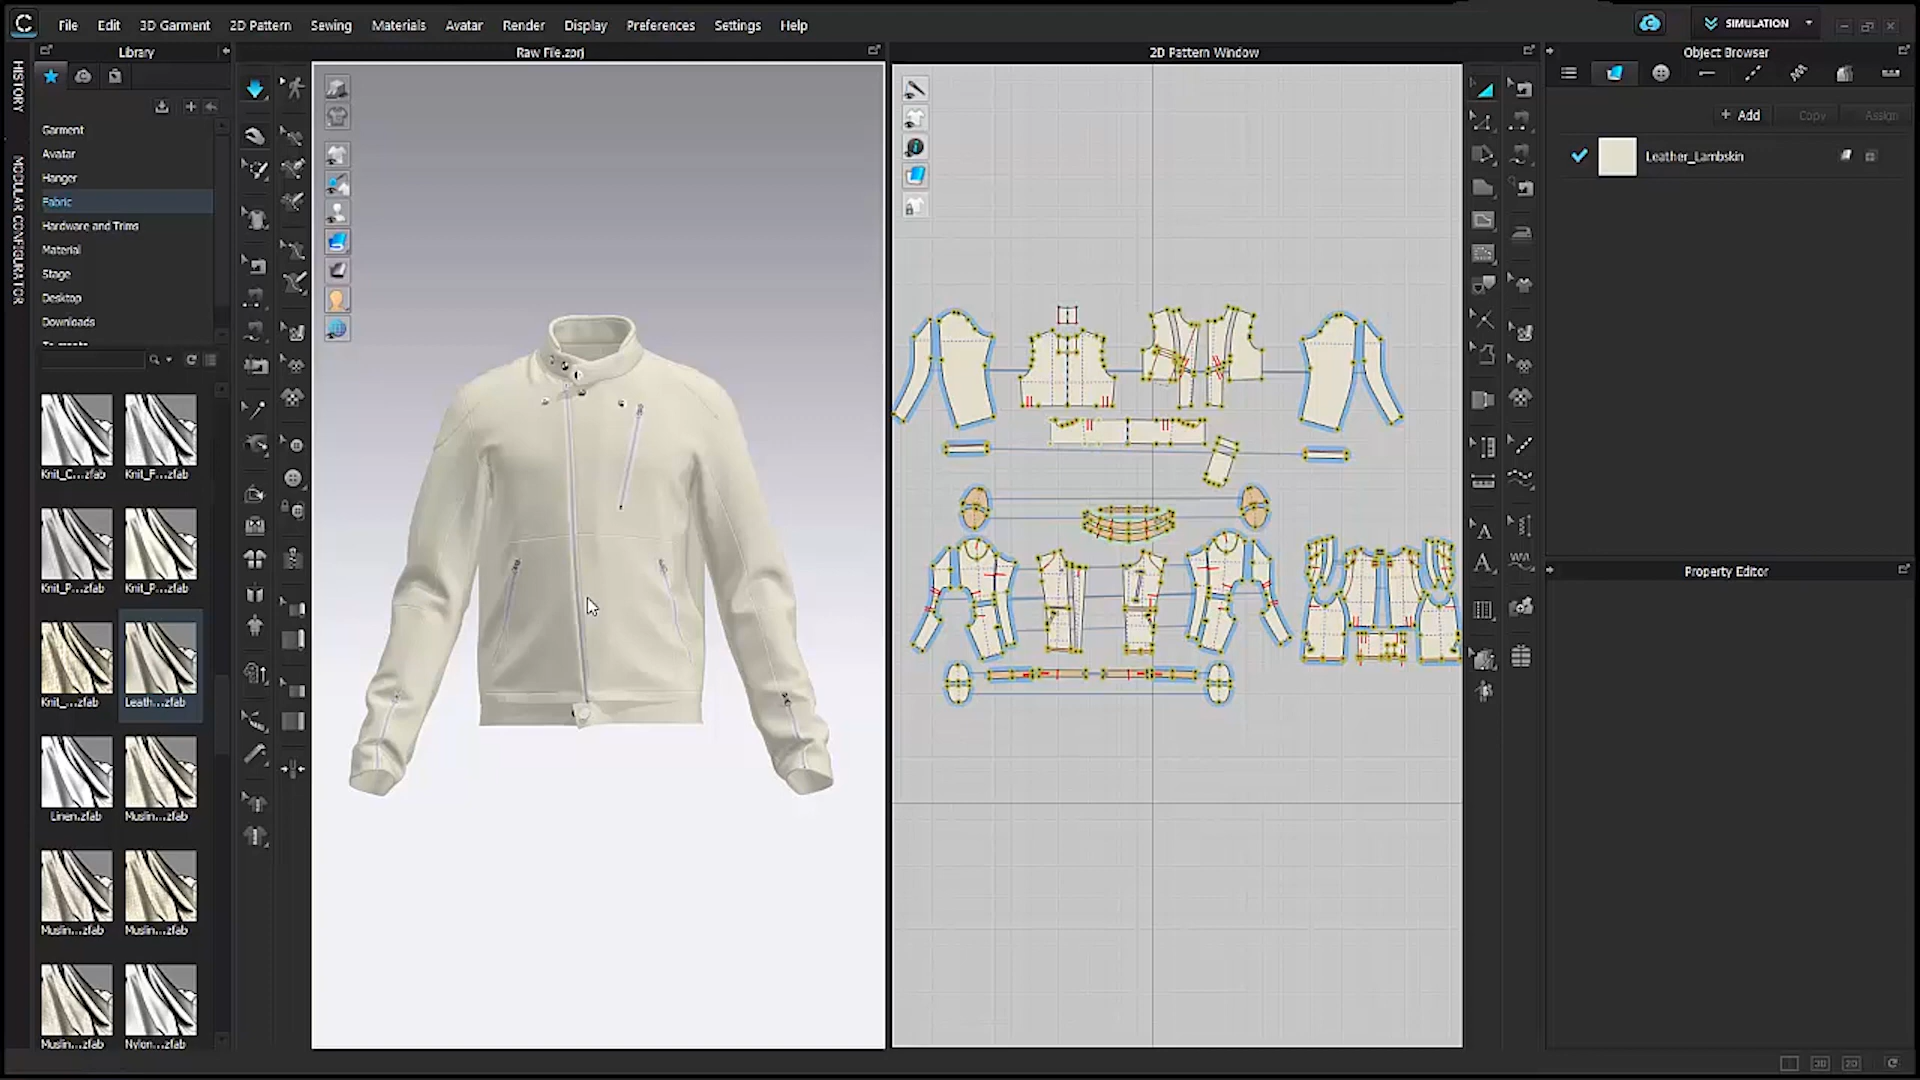 File Edit 3D Garment 2D Pattern Sewing Materials Avatar Render Display Preferences Settings Help
SIMULATION
Library
Raw File.zprj
2D Pattern Window
Object Browser
HISTORY
MODULAR CONFIGURATOR
+ Add
Copy
Assign
Garment
Avatar
Hanger
Fabric
Hardware and Trims
Material
Stage
Desktop
Downloads
Leather_Lambskin
Knit_C...zfab
Knit_F...zfab
Knit_P...zfab
Knit_P...zfab
Knit_...zfab
Leath...zfab
Linen.zfab
Muslin...zfab
Muslin...zfab
Muslin...zfab
Muslin...zfab
Nylon...zfab
Property Editor
3D
2D